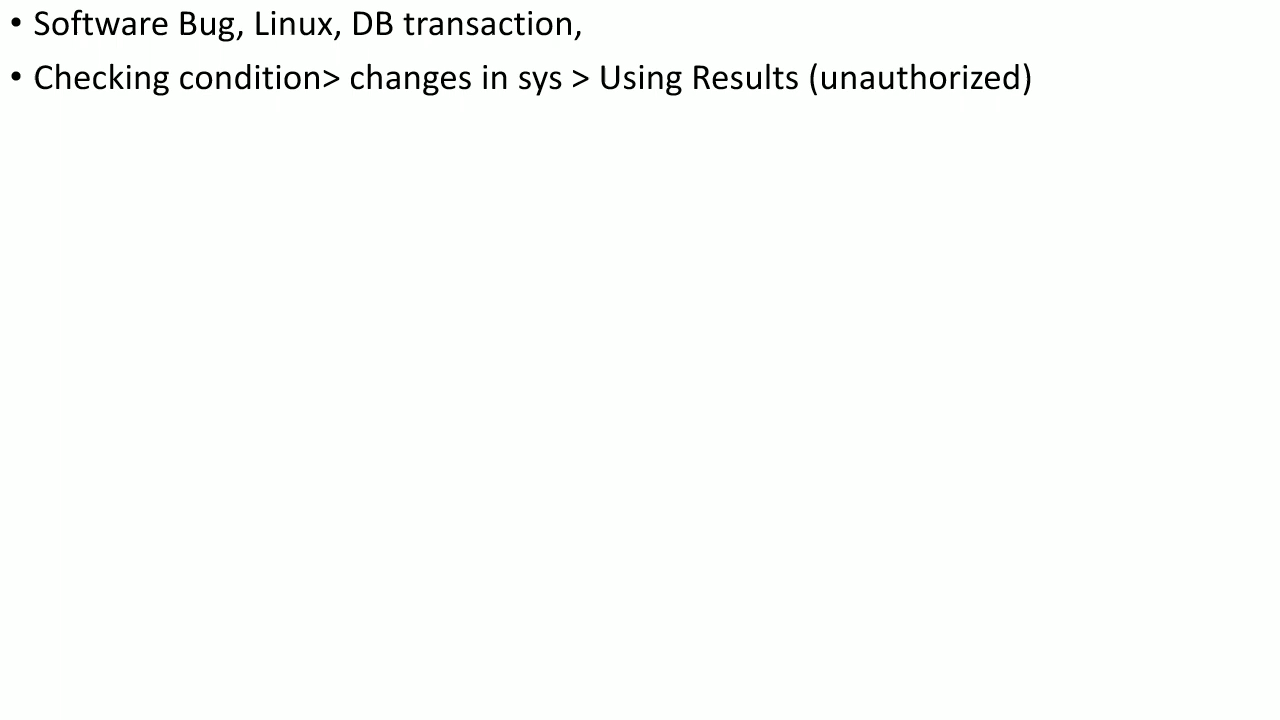 • Software Bug, Linux, DB transaction,
• Checking condition> changes in sys > Using Results (unauthorized)